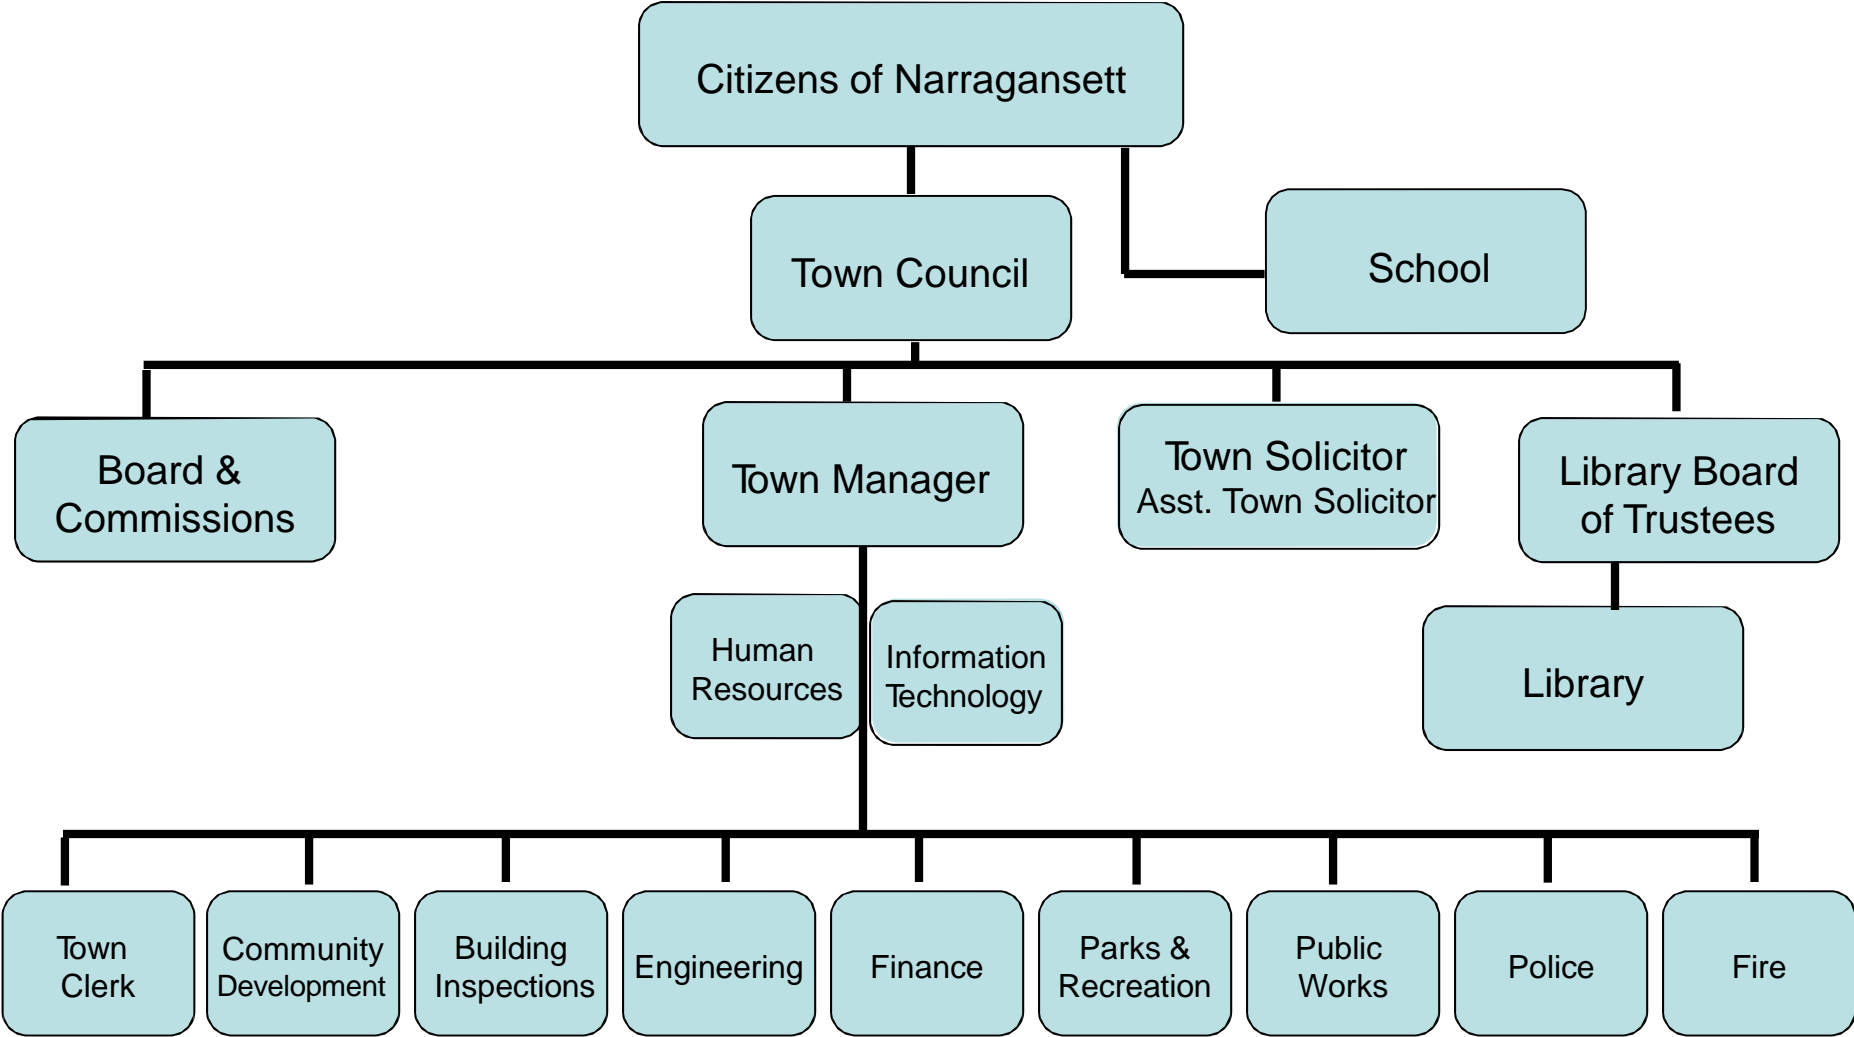 Citizens of Narragansett
Town Council
School
Board &
Commissions
Town Manager
Town Solicitor
Asst. Town Solicitor
Library Board
of Trustees
Human
Resources
Information
Technology
Library
Town
Clerk
Community
Development
Building
Inspections
Engineering
Finance
Parks &
Recreation
Public
Works
Police
Fire